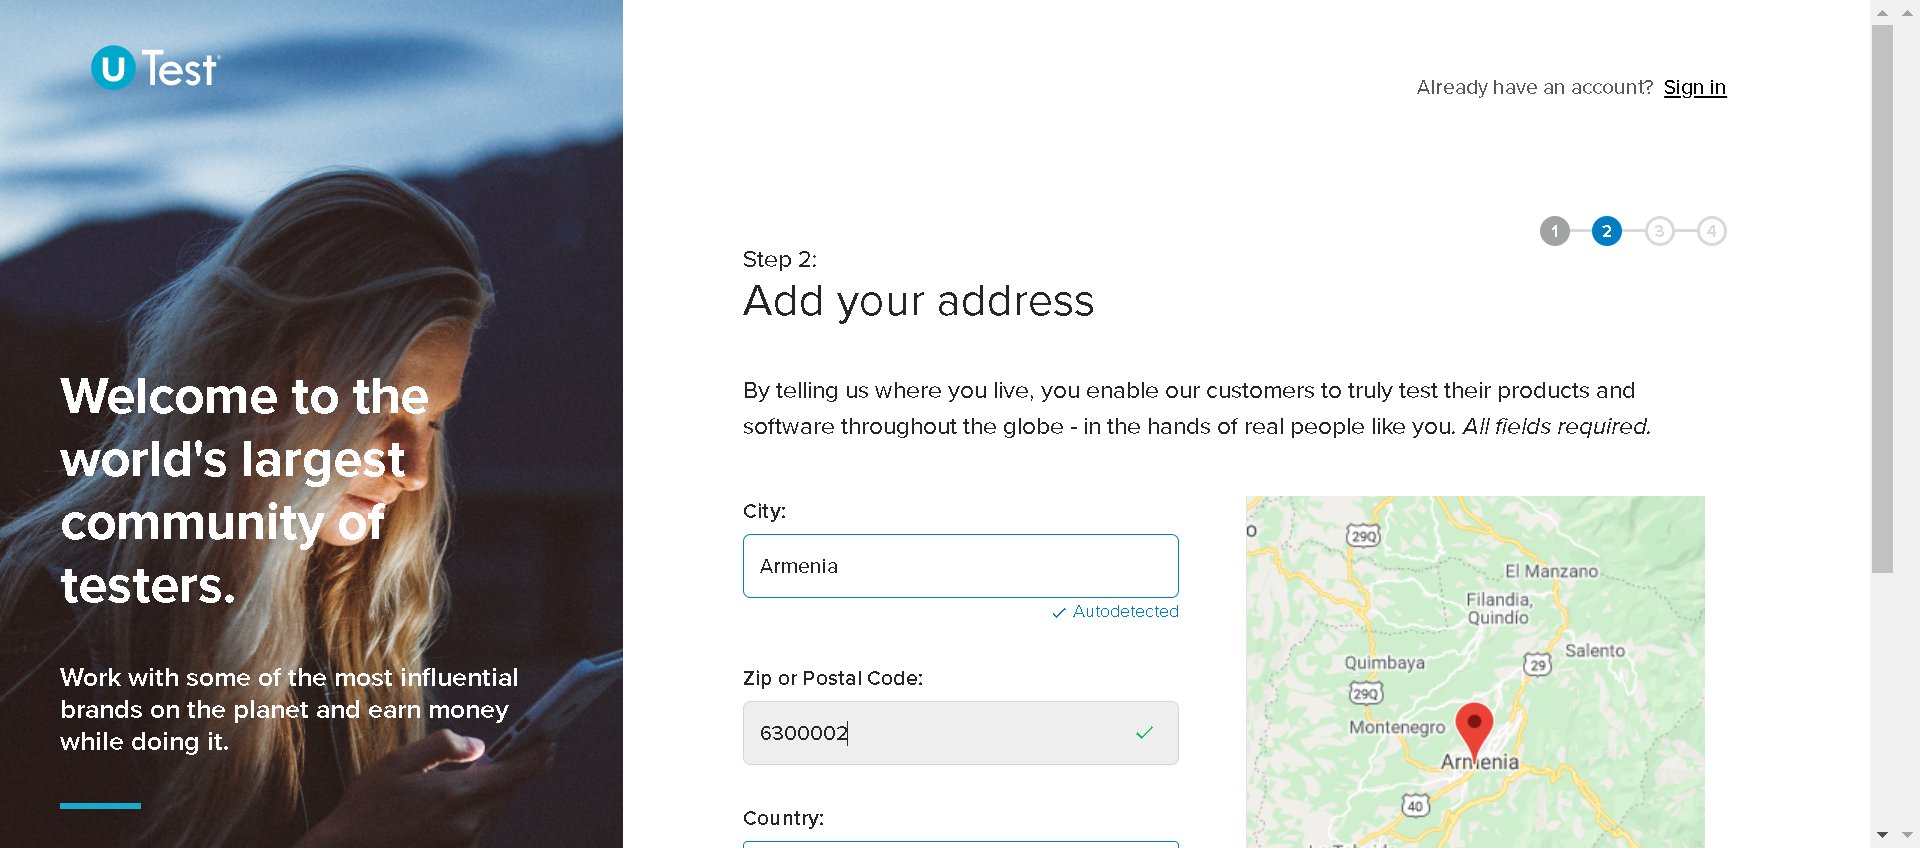 u Test
Already have an account? Sign in
1 2 3 4
Step 2:
Add your address
Welcome to the
world's largest
community of
testers.
Work with some of the most influential
brands on the planet and earn money
while doing it.
By telling us where you live, you enable our customers to truly test their products and
software throughout the globe - in the hands of real people like you. All fields required.
City:
Armenia
Autodetected
Zip or Postal Code:
6300002
Country:
o
29Q
El Manzano
Filandia,
Quindío
Salento
Quimbaya
29
29Q
Montenegro
Armenia
40